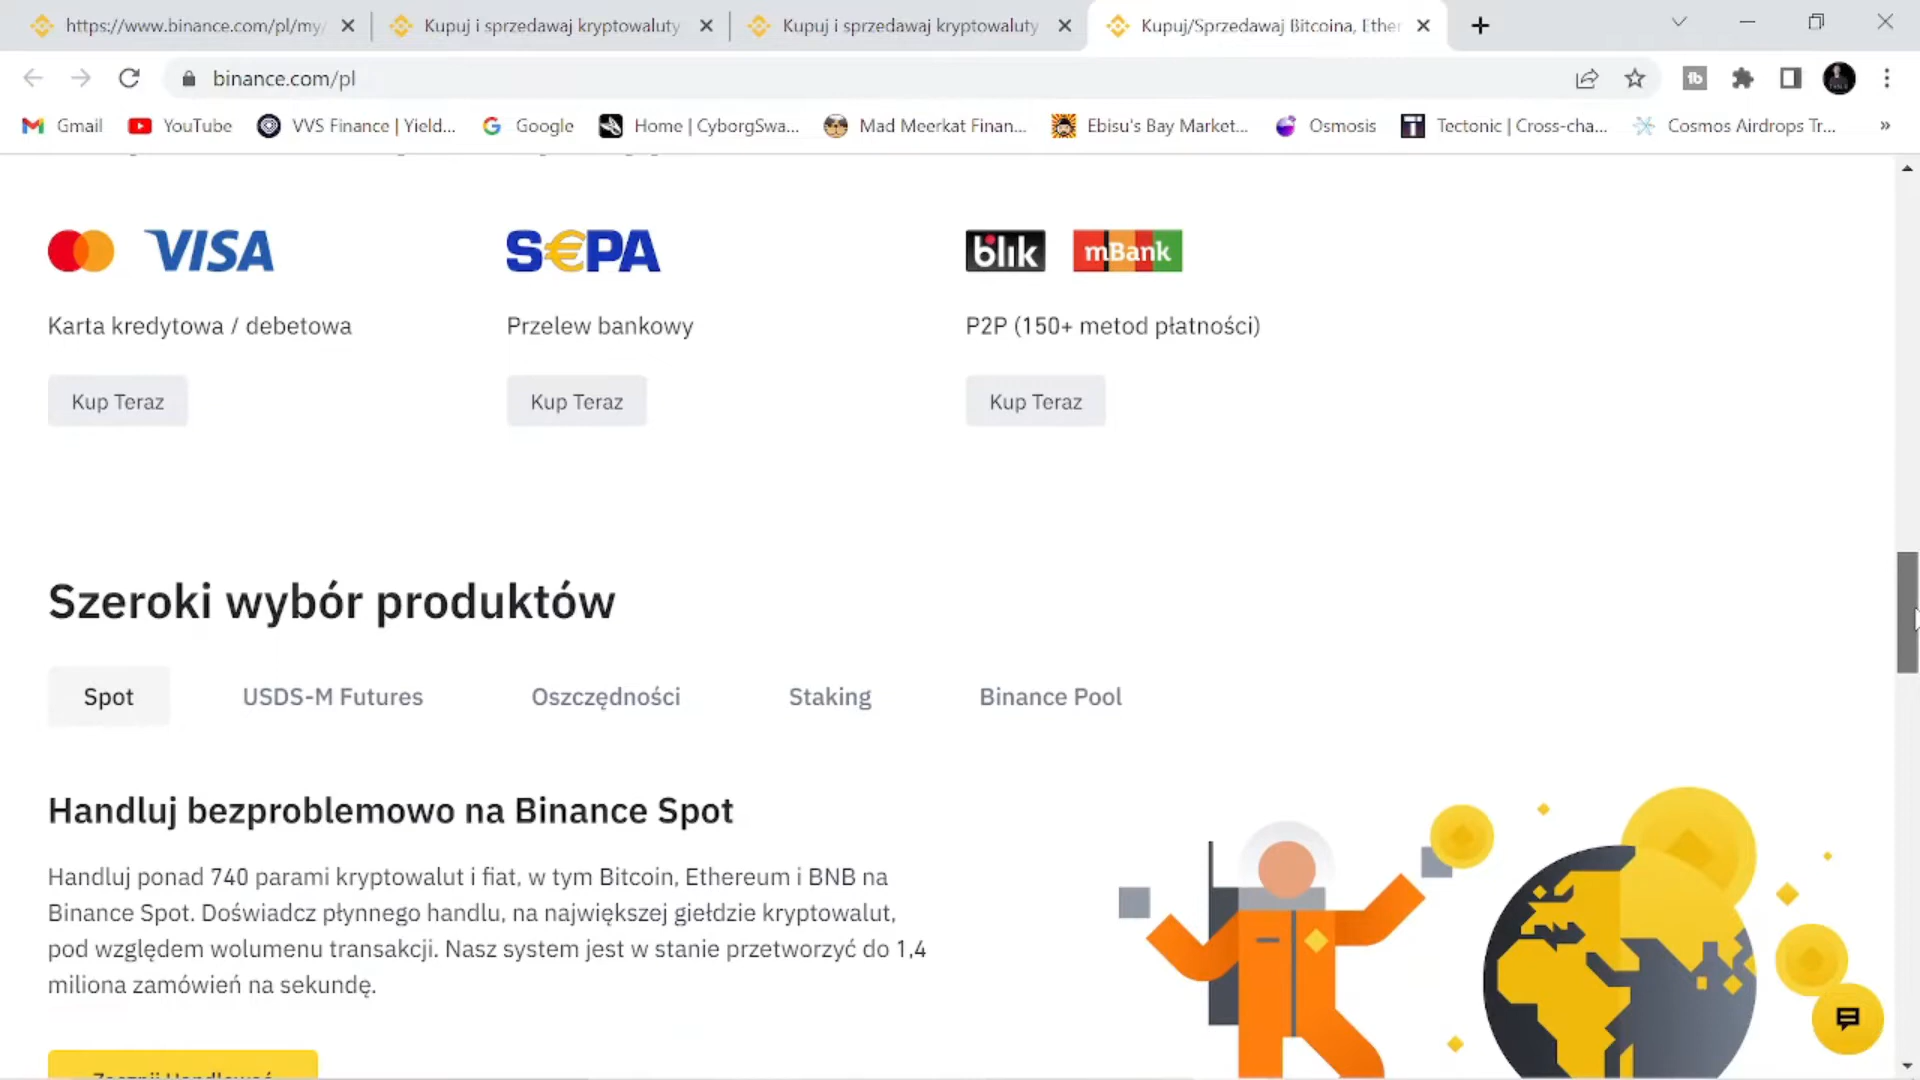 https://www.binance.com/pl/my/
Kupuj i sprzedawaj kryptowaluty
Kupuj i sprzedawaj kryptowaluty
Kupuj/Sprzedawaj Bitcoina, Ether
binance.com/pl
Gmail
YouTube
VVS Finance | Yield...
Google
Home | CyborgSwa...
Mad Meerkat Finan...
Ebisu's Bay Market...
Osmosis
Tectonic | Cross-cha...
Cosmos Airdrops Tr...
VISA
S€PA
blik
mBank
Karta kredytowa / debetowa
Przelew bankowy
P2P (150+ metod płatności)
Kup Teraz
Kup Teraz
Kup Teraz
Szeroki wybór produktów
Spot
USDS-M Futures
Oszczędności
Staking
Binance Pool
Handluj bezproblemowo na Binance Spot
Handluj ponad 740 parami kryptowalut i fiat, w tym Bitcoin, Ethereum i BNB na
Binance Spot. Doświadcz płynnego handlu, na największej giełdzie kryptowalut,
pod względem wolumenu transakcji. Nasz system jest w stanie przetworzyć do 1,4
miliona zamówień na sekundę.